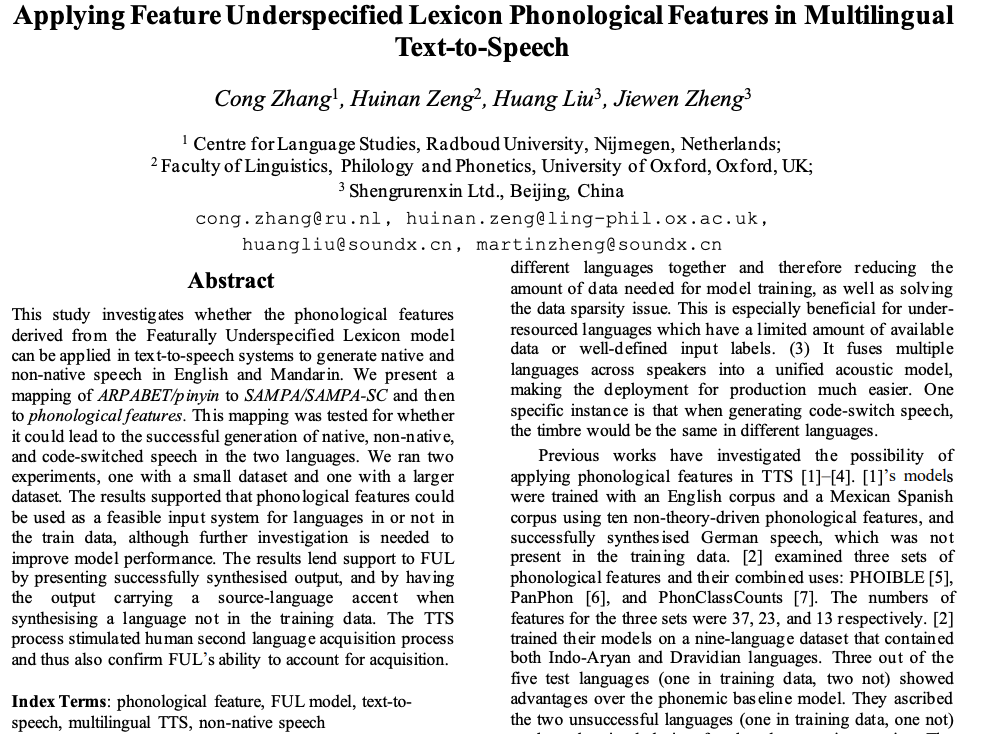 Applying Feature Underspecified Lexicon Phonological Features in Multilingual
Text-to-Speech
Cong Zhang¹, Huinan Zeng², Huang Liu³, Jiewen Zheng³
¹ Centre for Language Studies, Radboud University, Nijmegen, Netherlands;
² Faculty of Linguistics, Philology and Phonetics, University of Oxford, Oxford, UK;
³ Shengrurenxin Ltd., Beijing, China
cong.zhang@ru.nl, huinan.zeng@ling-phil.ox.ac.uk,
huangliu@soundx.cn, martinzheng@soundx.cn
Abstract
This study investigates whether the phonological features
derived from the Featurally Underspecified Lexicon model
can be applied in text-to-speech systems to generate native and
non-native speech in English and Mandarin. We present a
mapping of ARPABET/pinyin to SAMPA/SAMPA-SC and then
to phonological features. This mapping was tested for whether
it could lead to the successful generation of native, non-native,
and code-switched speech in the two languages. We ran two
experiments, one with a small dataset and one with a larger
dataset. The results supported that phonological features could
be used as a feasible input system for languages in or not in
the train data, although further investigation is needed to
improve model performance. The results lend support to FUL
by presenting successfully synthesised output, and by having
the output carrying a source-language accent when
synthesising a language not in the training data. The TTS
process stimulated human second language acquisition process
and thus also confirm FUL's ability to account for acquisition.
Index Terms: phonological feature, FUL model, text-to-
speech, multilingual TTS, non-native speech
different languages together and therefore reducing the
amount of data needed for model training, as well as solving
the data sparsity issue. This is especially beneficial for under-
resourced languages which have a limited amount of available
data or well-defined input labels. (3) It fuses multiple
languages across speakers into a unified acoustic model,
making the deployment for production much easier. One
specific instance is that when generating code-switch speech,
the timbre would be the same in different languages.
Previous works have investigated the possibility of
applying phonological features in TTS [1]–[4]. [1]'s models
were trained with an English corpus and a Mexican Spanish
corpus using ten non-theory-driven phonological features, and
successfully synthesised German speech, which was not
present in the training data. [2] examined three sets of
phonological features and their combined uses: PHOIBLE [5],
PanPhon [6], and PhonClassCounts [7]. The numbers of
features for the three sets were 37, 23, and 13 respectively. [2]
trained their models on a nine-language dataset that contained
both Indo-Aryan and Dravidian languages. Three out of the
five test languages (one in training data, two not) showed
advantages over the phonemic baseline model. They ascribed
the two unsuccessful languages (one in training data, one not)